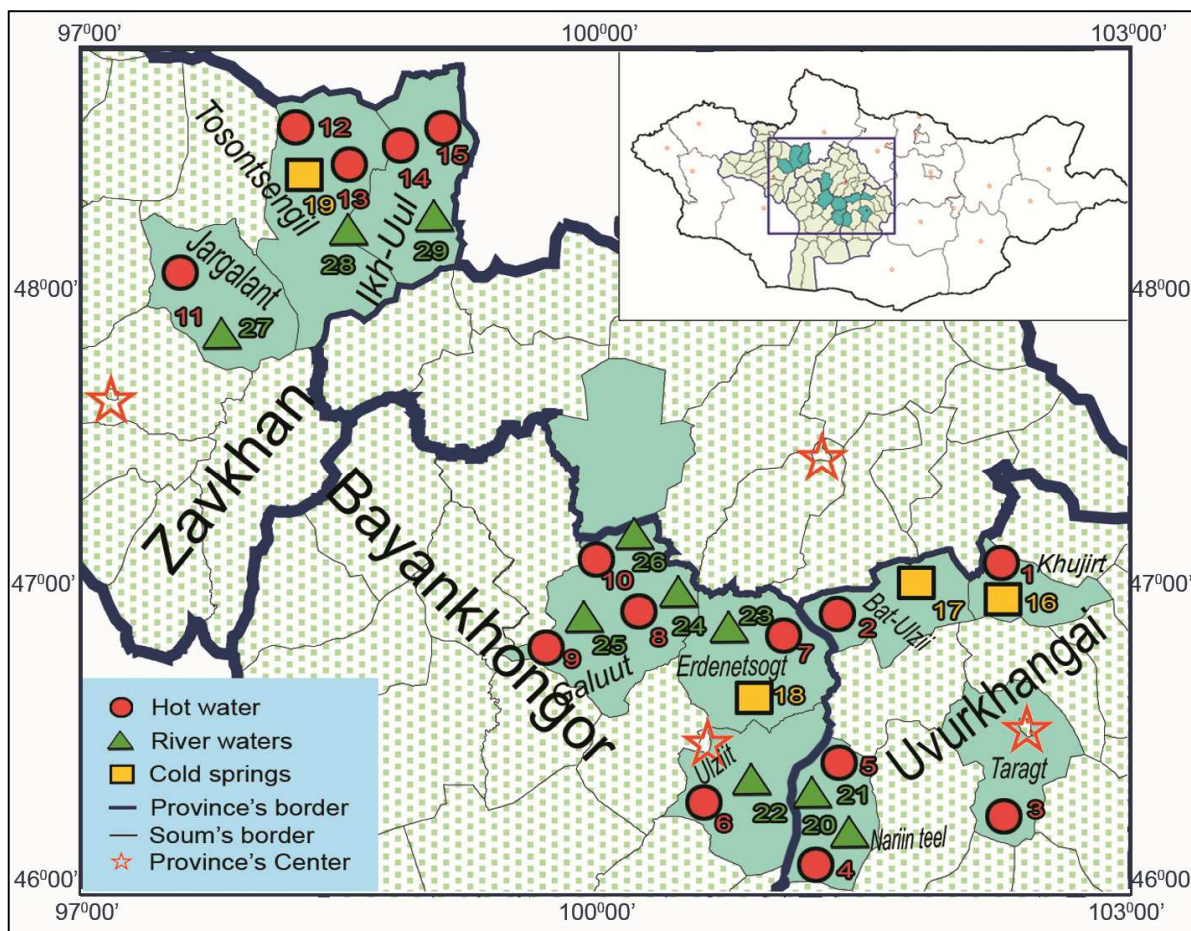 97⁰00'
100⁰00'
103⁰00'
Tosontsengil
12
15
14
13
19
Ikh-Uul
28
29
Jargalant
11
27
48⁰00'
48⁰00'
Zavkhan
Bayankhongor
47⁰00'
47⁰00'
26
10
1
Khujirt
16
17
Bat-Ulzii
2
23
24
8
25
7
9
Galuut
Erdenetsogt
18
Uvurkhangai
Ulziit
Taragt
5
21
22
6
20
3
Nariin teel
4
Hot water
River waters
Cold springs
Province's border
Soum's border
Province's Center
46⁰00'
46⁰00'
97⁰00'
100⁰00'
103⁰00'